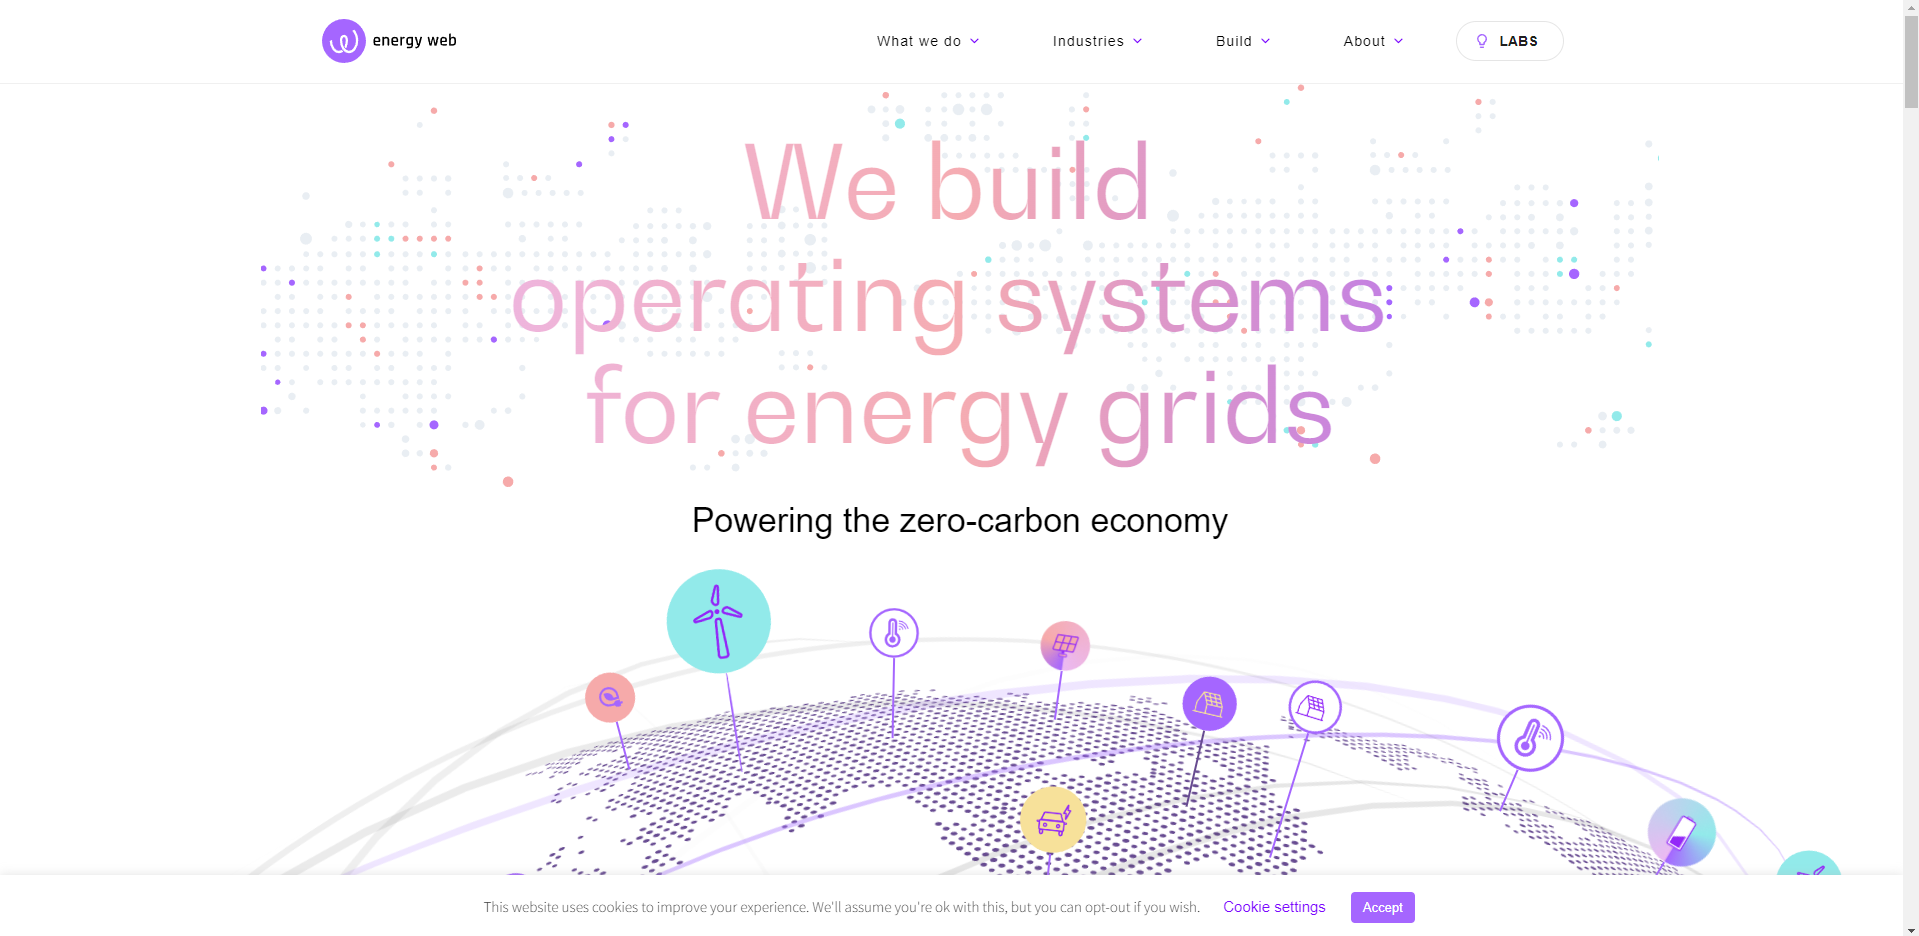 energy web
What we do
Industries
Build
About
LABS
We build
operating systems
for energy grids
Powering the zero-carbon economy
This website uses cookies to improve your experience. We'll assume you're ok with this, but you can opt-out if you wish.
Cookie settings
Accept